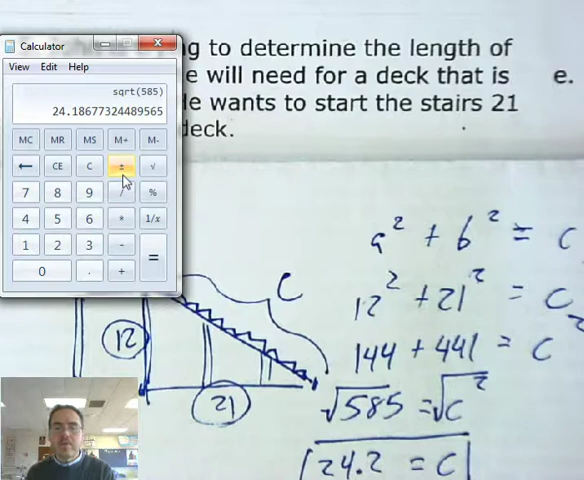 Calculator
View Edit Help
sqrt(585)
24.18677324489565
MC MR MS M+ M-
← CE C ± √
7 8 9 / %
4 5 6 * 1/x
1 2 3 - =
0 . +
ng to determine the length of
e will need for a deck that is e.
e wants to start the stairs 21
deck.
a² + b² = c
12² + 21² = c
144 + 441 = c²
√585 = √c²
24.2 = c
C
12
21